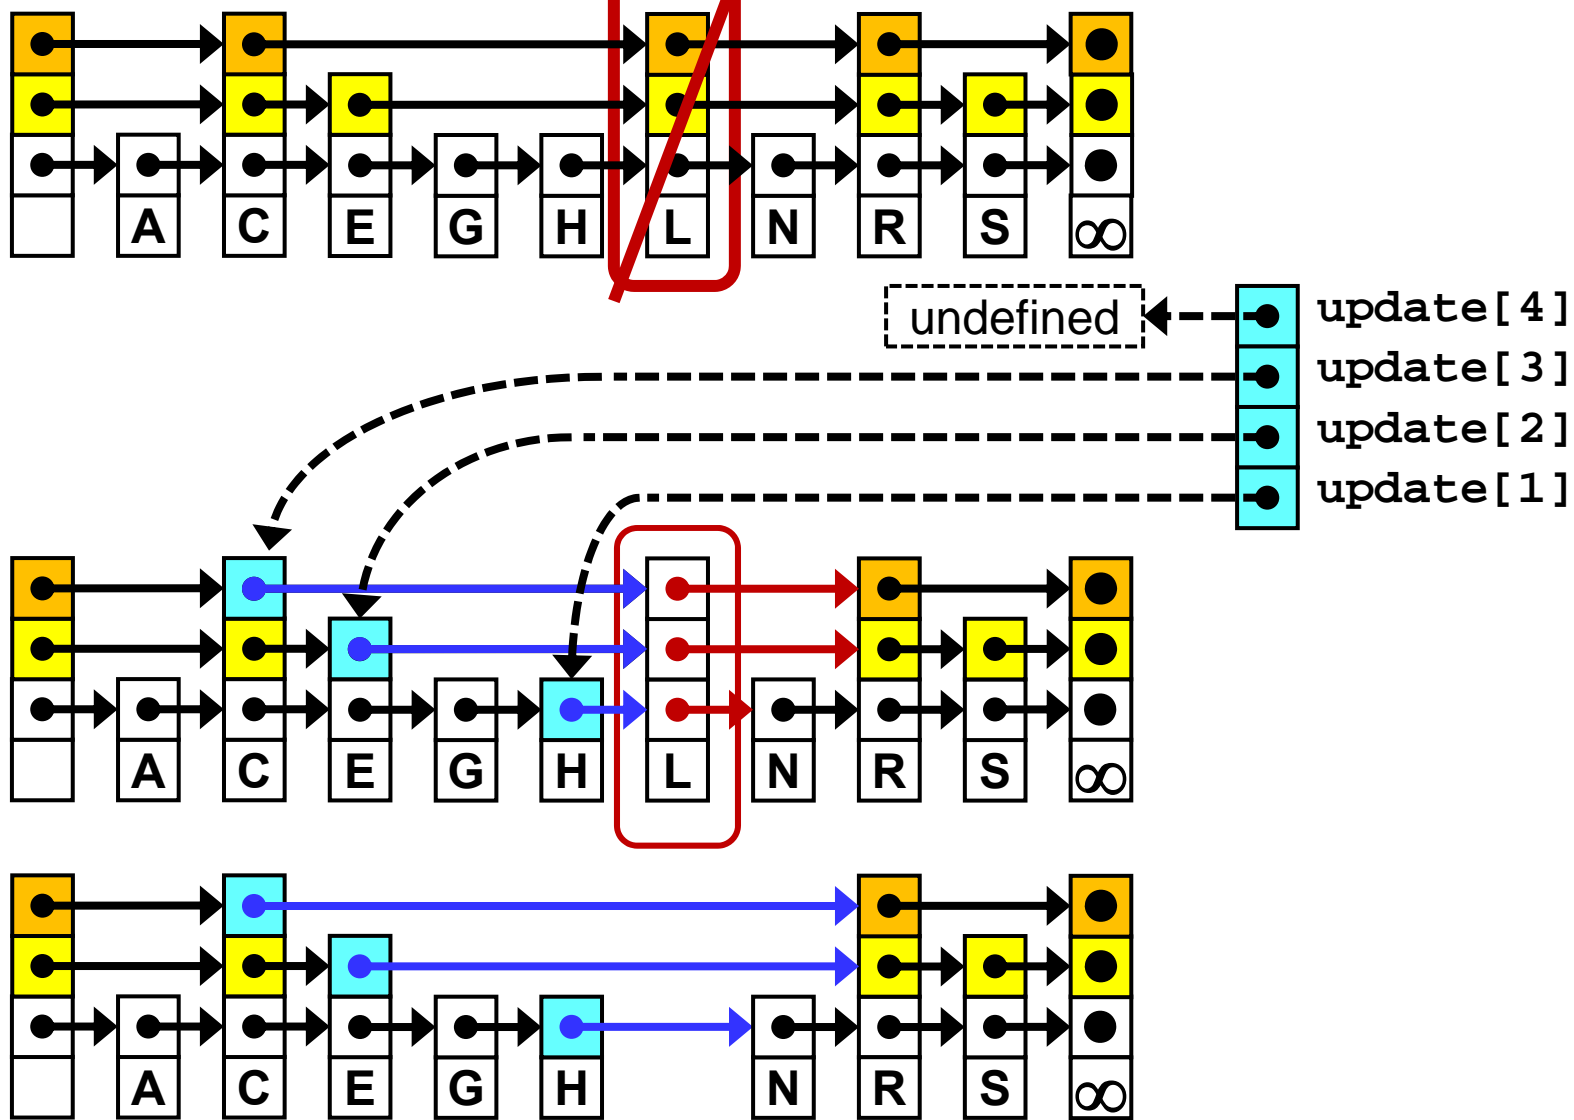 A C E G H L N R S ∞
undefined update[4]
update[3]
update[2]
update[1]
A C E G H L N R S ∞
A C E G H N R S ∞